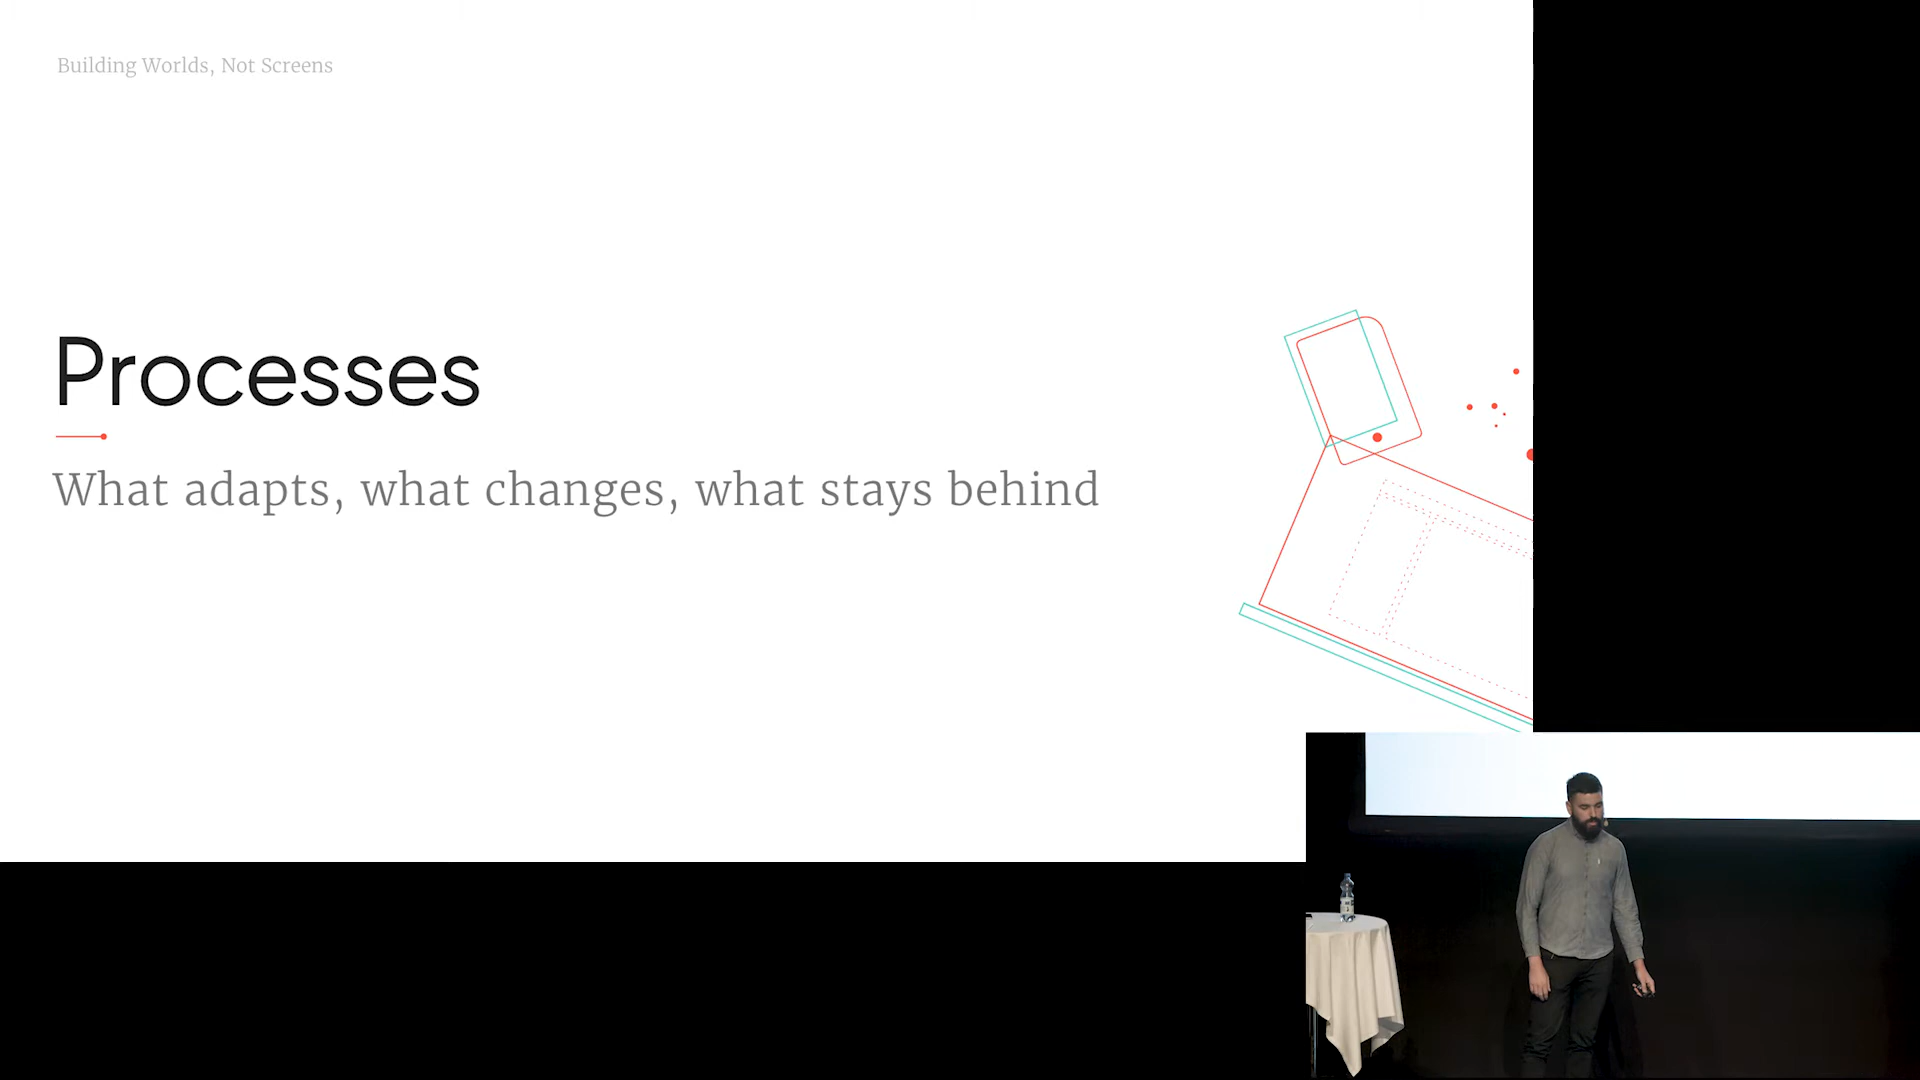 Building Worlds, Not Screens
Processes
What adapts, what changes, what stays behind